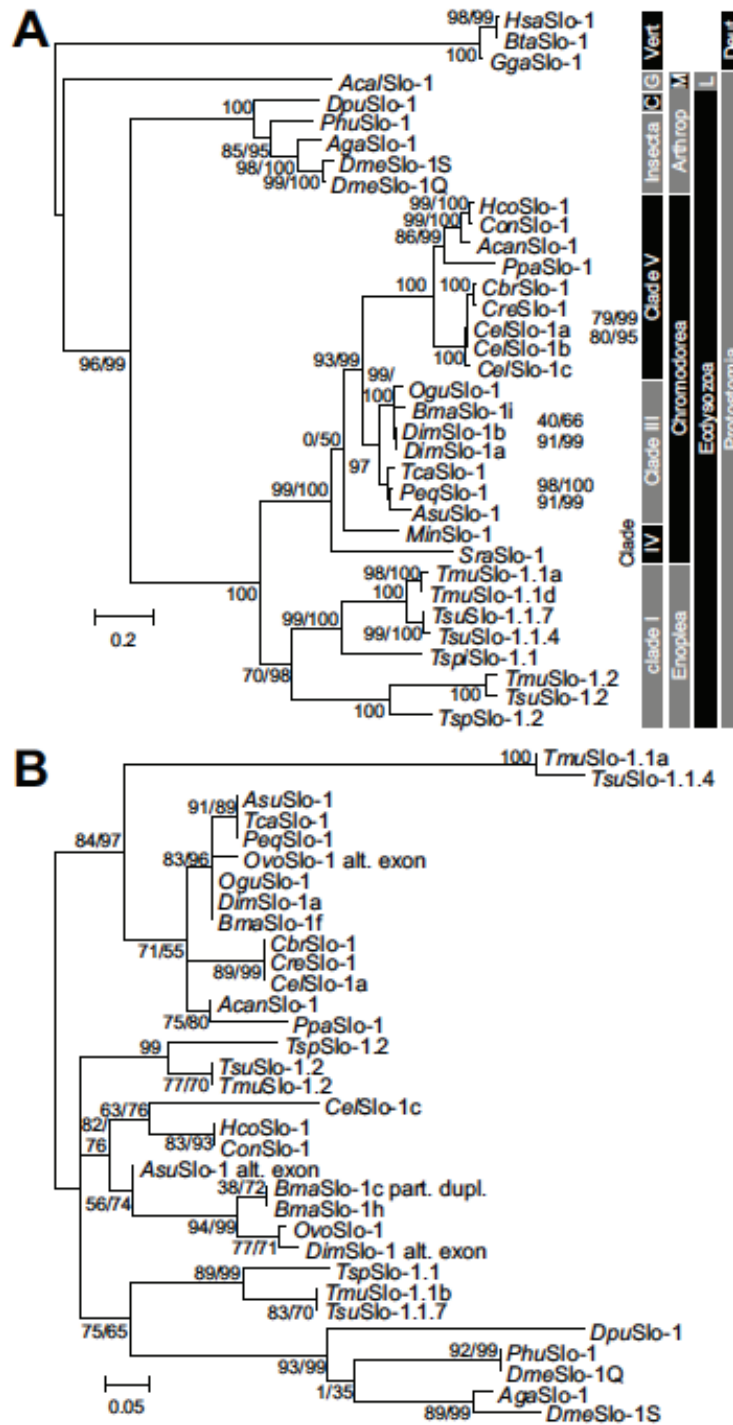 A
98/99
HsaSlo-1
BtaSlo-1
100
GgaSlo-1
AcalSlo-1
100
DpuSlo-1
PhuSlo-1
85/95
AgaSlo-1
98/100
DmeSlo-1S
99/100
DmeSlo-1Q
99/100
HcoSlo-1
99/100
ConSlo-1
86/99
AcanSlo-1
PpaSlo-1
100
100
CbrSlo-1
CreSlo-1
79/99
CelSlo-1a
80/95
CelSlo-1b
100
CelSlo-1c
96/99
93/99
99/
100
OguSlo-1
BmaSlo-1i
40/66
DimSlo-1b
91/99
DimSlo-1a
0/50
97
TcaSlo-1
98/100
PeqSlo-1
91/99
AsuSlo-1
99/100
MinSlo-1
SraSlo-1
100
98/100
TmuSlo-1.1a
100
TmuSlo-1.1d
TsuSlo-1.1.7
99/100
99/100
TsuSlo-1.1.4
TspiSlo-1.1
70/98
TmuSlo-1.2
100
TsuSlo-1.2
100
TspSlo-1.2
0.2
Vert
G
C
Insecta
Clade V
Clade III
Clade
IV
clade I
M
Arthrop
Chromodorea
Enoplea
L
Ecdysozoa
Deut
Protostomia
B
100
TmuSlo-1.1a
TsuSlo-1.1.4
84/97
91/89
AsuSlo-1
TcaSlo-1
PeqSlo-1
83/96
OvoSlo-1 alt. exon
OguSlo-1
DimSlo-1a
BmaSlo-1f
71/55
CbrSlo-1
CreSlo-1
89/99
CelSlo-1a
AcanSlo-1
75/80
PpaSlo-1
99
TspSlo-1.2
TsuSlo-1.2
77/70
TmuSlo-1.2
63/76
CelSlo-1c
82/
76
HcoSlo-1
83/93
ConSlo-1
AsuSlo-1 alt. exon
56/74
38/72
BmaSlo-1c part. dupl.
BmaSlo-1h
94/99
OvoSlo-1
77/71
DimSlo-1 alt. exon
89/99
TspSlo-1.1
TmuSlo-1.1b
83/70
TsuSlo-1.1.7
75/65
DpuSlo-1
93/99
92/99
PhuSlo-1
DmeSlo-1Q
1/35
AgaSlo-1
89/99
DmeSlo-1S
0.05